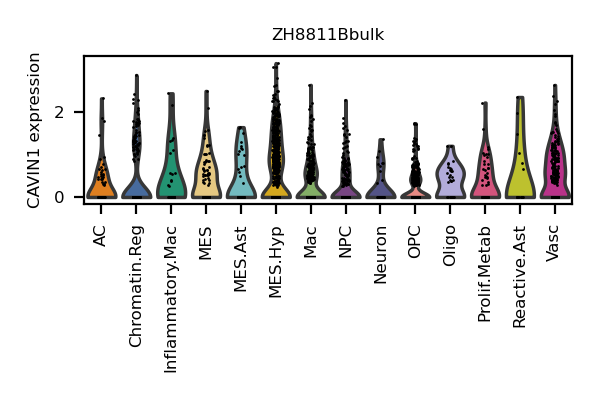 ZH8811Bbulk
CAVIN1 expression
2
0
AC
Chromatin.Reg
Inflammatory.Mac
MES
MES.Ast
MES.Hyp
Mac
NPC
Neuron
OPC
Oligo
Prolif.Metab
Reactive.Ast
Vasc